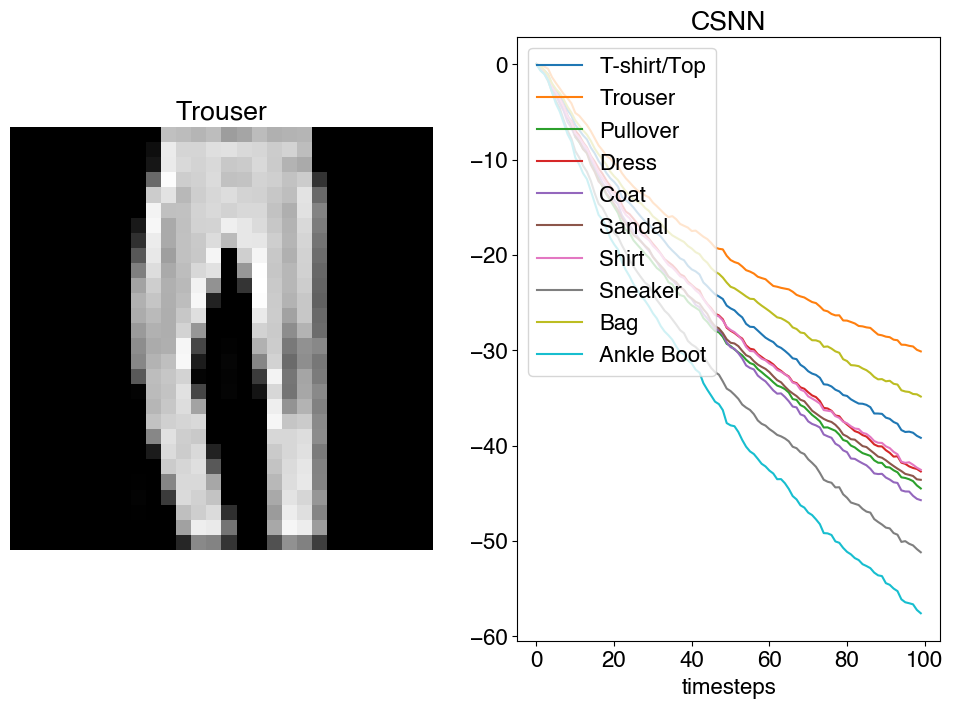 Trouser
CSNN
T-shirt/Top
Trouser
Pullover
Dress
Coat
Sandal
Shirt
Sneaker
Bag
Ankle Boot
0
−10
−20
−30
−40
−50
−60
0 20 40 60 80 100
timesteps